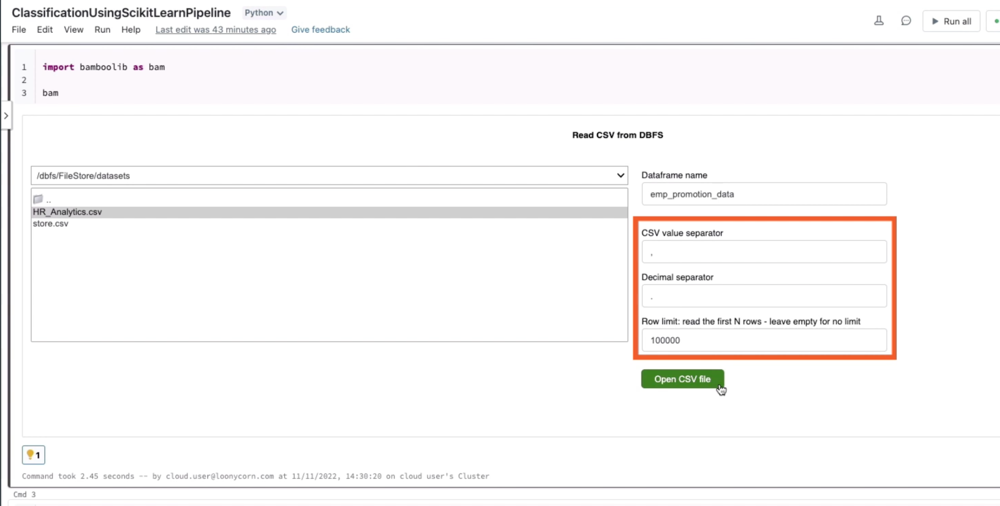 ClassificationUsingScikitLearnPipeline Python
File Edit View Run Help Last edit was 43 minutes ago Give feedback
Run all
1 import bamboolib as bam
2
3 bam
Read CSV from DBFS
/dbfs/FileStore/datasets
..
HR_Analytics.csv
store.csv
Dataframe name
emp_promotion_data
CSV value separator
,
Decimal separator
.
Row limit: read the first N rows - leave empty for no limit
100000
Open CSV file
1
Command took 2.45 seconds -- by cloud.user@loonycorn.com at 11/11/2022, 14:30:20 on cloud user's Cluster
Cmd 3